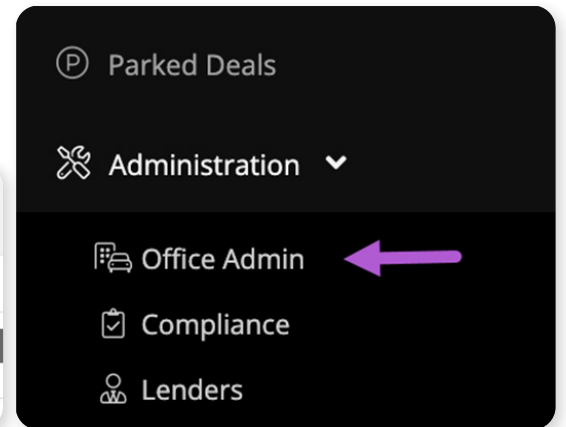 Parked Deals
Administration
Office Admin
Compliance
Lenders